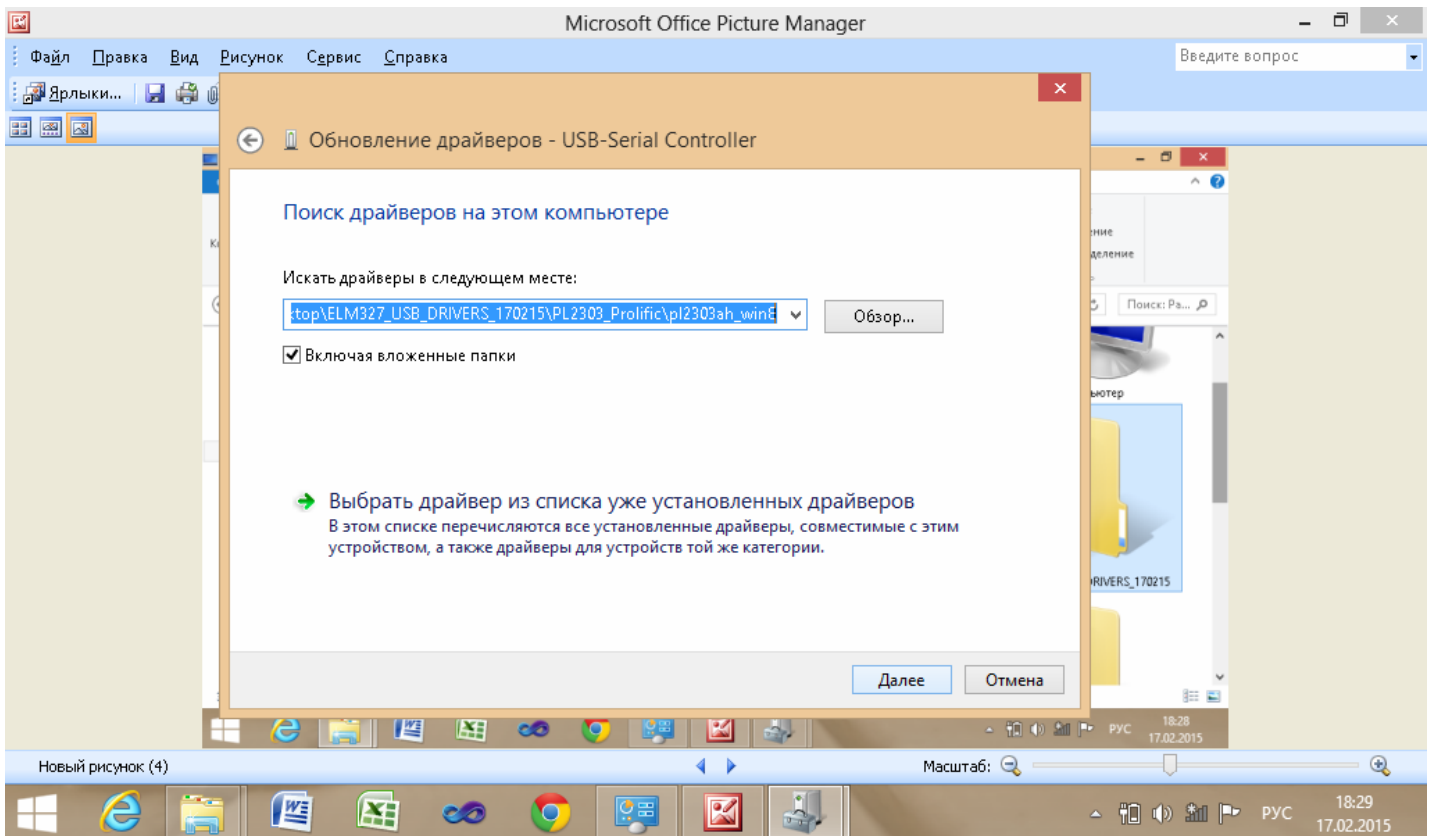 Microsoft Office Picture Manager
Файл Правка Вид Рисунок Сервис Справка
Введите вопрос
Ярлыки...
Обновление драйверов - USB-Serial Controller
Поиск драйверов на этом компьютере
Искать драйверы в следующем месте:
top\ELM327_USB_DRIVERS_170215\PL2303_Prolific\pl2303ah_win8
Обзор...
Включая вложенные папки
Поиск: Ра...
RIVERS_170215
Выбрать драйвер из списка уже установленных драйверов
В этом списке перечисляются все установленные драйверы, совместимые с этим
устройством, а также драйверы для устройств той же категории.
Далее Отмена
РУС 18:28
17.02.2015
Новый рисунок (4)
Масштаб:
РУС 18:29
17.02.2015